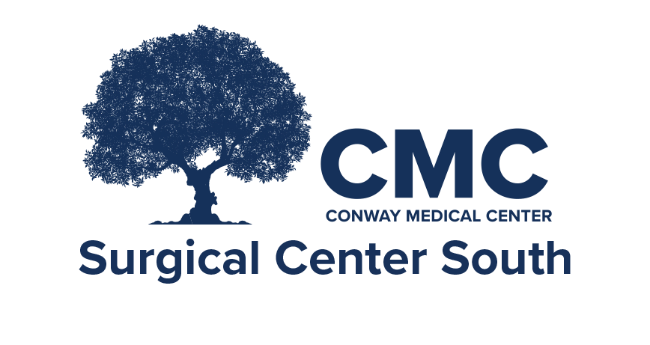 CMC
CONWAY MEDICAL CENTER
Surgical Center South